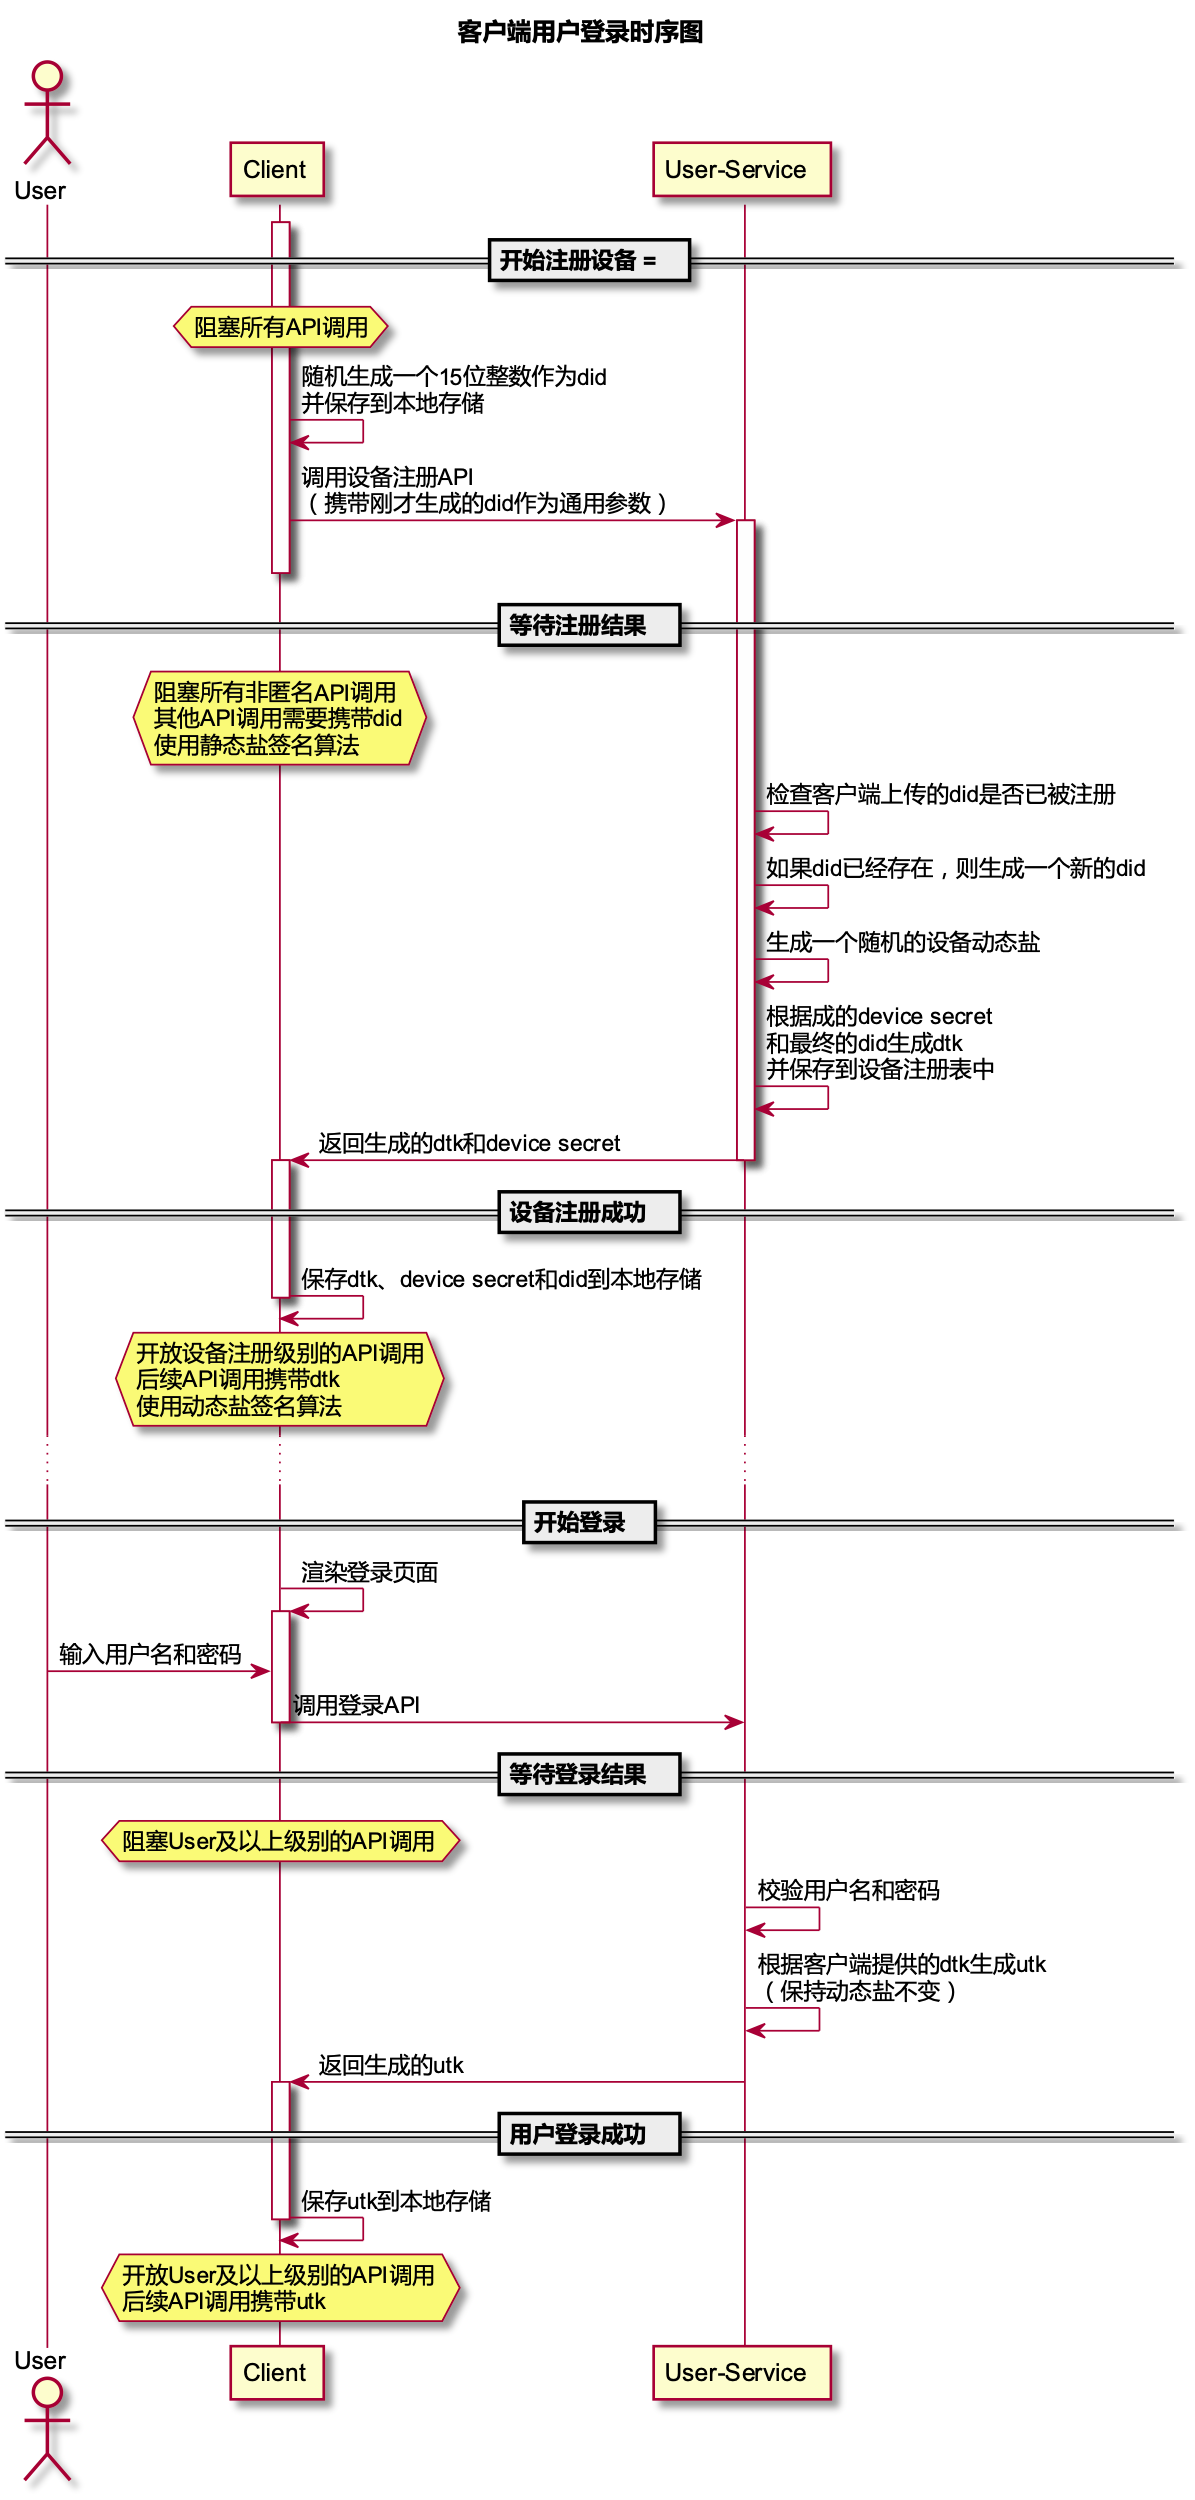 客户端用户登录时序图
User
Client
User-Service
开始注册设备 =
阻塞所有API调用
随机生成一个15位整数作为did
并保存到本地存储
调用设备注册API
（携带刚才生成的did作为通用参数）
等待注册结果
阻塞所有非匿名API调用
其他API调用需要携带did
使用静态盐签名算法
检查客户端上传的did是否已被注册
如果did已经存在，则生成一个新的did
生成一个随机的设备动态盐
根据成的device secret
和最终的did生成dtk
并保存到设备注册表中
返回生成的dtk和device secret
设备注册成功
保存dtk、device secret和did到本地存储
开放设备注册级别的API调用
后续API调用携带dtk
使用动态盐签名算法
开始登录
渲染登录页面
输入用户名和密码
调用登录API
等待登录结果
阻塞User及以上级别的API调用
校验用户名和密码
根据客户端提供的dtk生成utk
（保持动态盐不变）
返回生成的utk
用户登录成功
保存utk到本地存储
开放User及以上级别的API调用
后续API调用携带utk
User
Client
User-Service